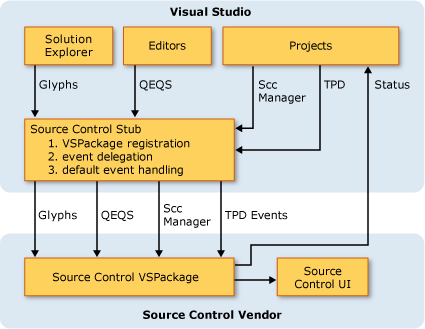 Visual Studio
Solution
Explorer
Editors
Projects
Glyphs
QEQS
Scc
Manager
TPD
Status
Source Control Stub
1. VSPackage registration
2. event delegation
3. default event handling
Glyphs
QEQS
Scc
Manager
TPD Events
Source Control VSPackage
Source
Control UI
Source Control Vendor